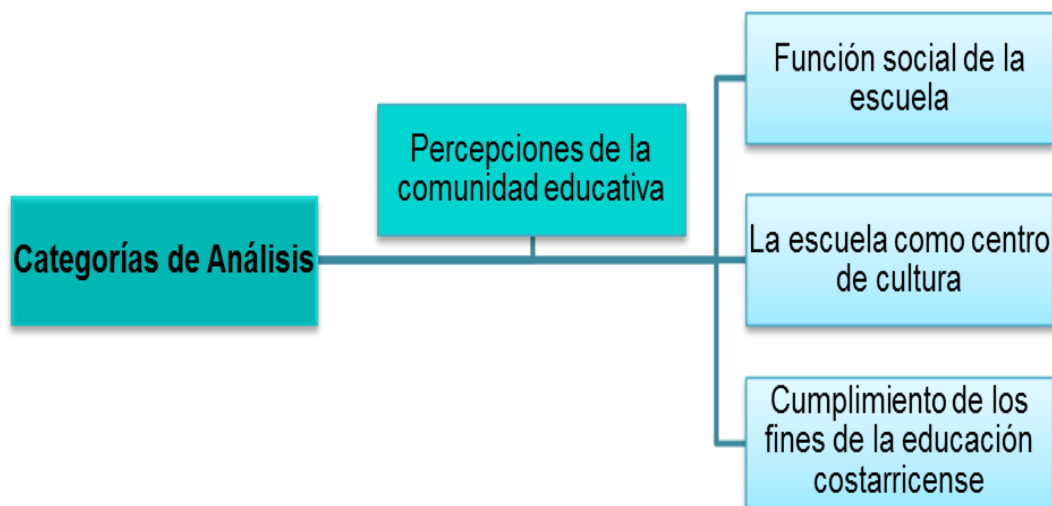 Categorías de Análisis
Percepciones de la
comunidad educativa
Función social de la
escuela
La escuela como centro
de cultura
Cumplimiento de los
fines de la educación
costarricense